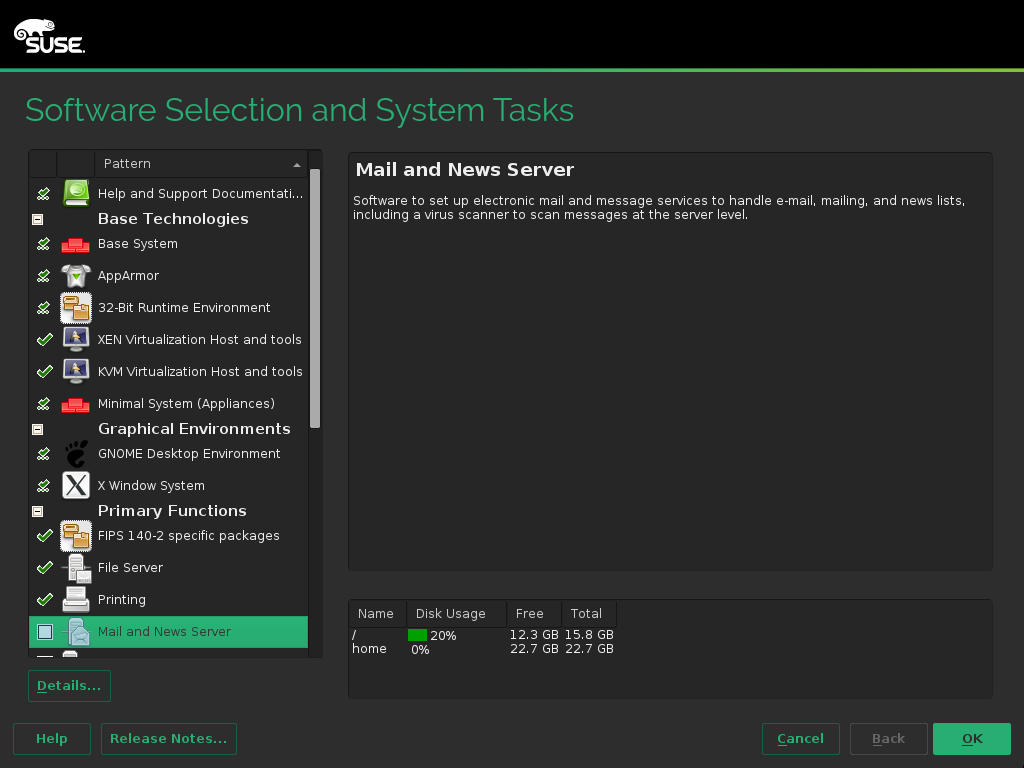 SUSE.
Software Selection and System Tasks
Pattern
Help and Support Documentati...
Base Technologies
Base System
AppArmor
32-Bit Runtime Environment
XEN Virtualization Host and tools
KVM Virtualization Host and tools
Minimal System (Appliances)
Graphical Environments
GNOME Desktop Environment
X Window System
Primary Functions
FIPS 140-2 specific packages
File Server
Printing
Mail and News Server
Details...
Mail and News Server
Software to set up electronic mail and message services to handle e-mail, mailing, and news lists,
including a virus scanner to scan messages at the server level.
Name Disk Usage Free Total
/ 20% 12.3 GB 15.8 GB
home 0% 22.7 GB 22.7 GB
Help Release Notes... Cancel Back OK